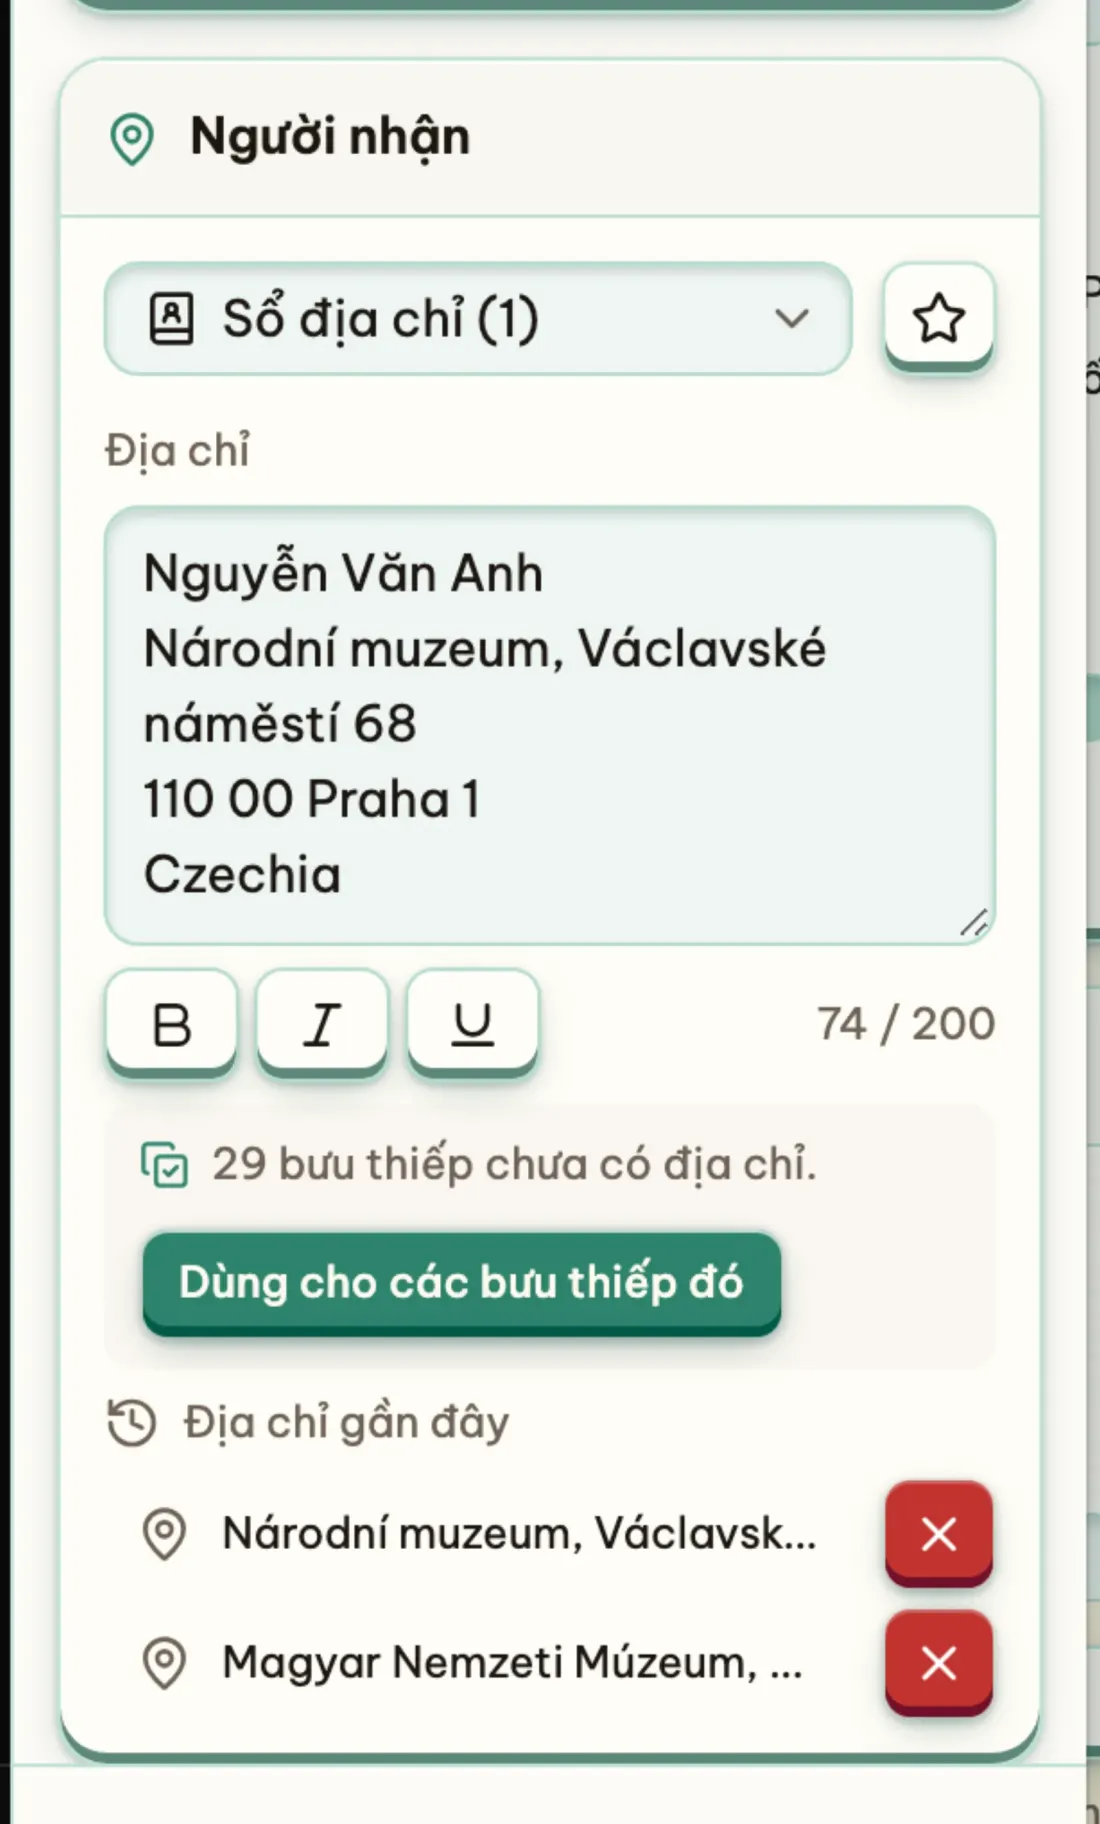 Người nhận
Sổ địa chỉ (1)
Địa chỉ
Nguyễn Văn Anh
Národní muzeum, Václavské
náměstí 68
110 00 Praha 1
Czechia
B I U
74 / 200
29 bưu thiếp chưa có địa chỉ.
Dùng cho các bưu thiếp đó
Địa chỉ gần đây
Národní muzeum, Václavsk...
Magyar Nemzeti Múzeum, ...